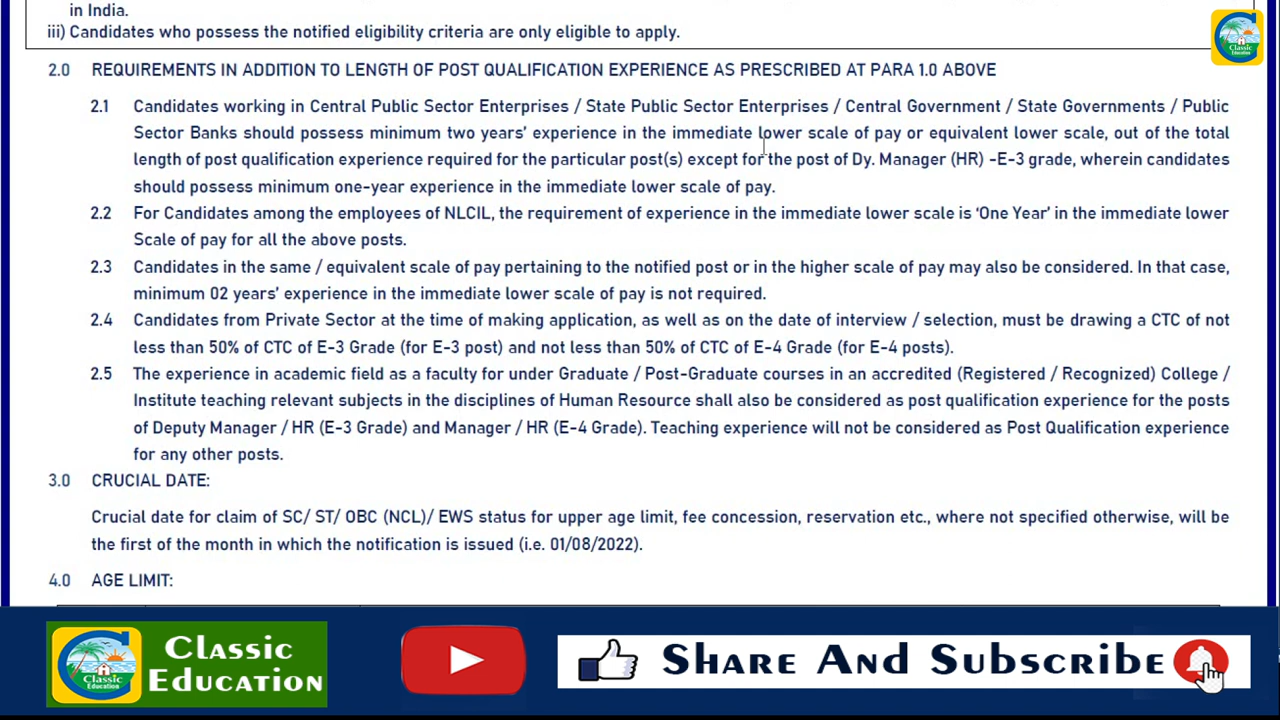 in India.
iii) Candidates who possess the notified eligibility criteria are only eligible to apply.
Classic
Education
2.0 REQUIREMENTS IN ADDITION TO LENGTH OF POST QUALIFICATION EXPERIENCE AS PRESCRIBED AT PARA 1.0 ABOVE
2.1 Candidates working in Central Public Sector Enterprises / State Public Sector Enterprises / Central Government / State Governments / Public
Sector Banks should possess minimum two years' experience in the immediate lower scale of pay or equivalent lower scale, out of the total
length of post qualification experience required for the particular post(s) except for the post of Dy. Manager (HR) -E-3 grade, wherein candidates
should possess minimum one-year experience in the immediate lower scale of pay.
2.2 For Candidates among the employees of NLCIL, the requirement of experience in the immediate lower scale is 'One Year' in the immediate lower
Scale of pay for all the above posts.
2.3 Candidates in the same / equivalent scale of pay pertaining to the notified post or in the higher scale of pay may also be considered. In that case,
minimum 02 years' experience in the immediate lower scale of pay is not required.
2.4 Candidates from Private Sector at the time of making application, as well as on the date of interview / selection, must be drawing a CTC of not
less than 50% of CTC of E-3 Grade (for E-3 post) and not less than 50% of CTC of E-4 Grade (for E-4 posts).
2.5 The experience in academic field as a faculty for under Graduate / Post-Graduate courses in an accredited (Registered / Recognized) College /
Institute teaching relevant subjects in the disciplines of Human Resource shall also be considered as post qualification experience for the posts
of Deputy Manager / HR (E-3 Grade) and Manager / HR (E-4 Grade). Teaching experience will not be considered as Post Qualification experience
for any other posts.
3.0 CRUCIAL DATE:
Crucial date for claim of SC/ ST/ OBC (NCL)/ EWS status for upper age limit, fee concession, reservation etc., where not specified otherwise, will be
the first of the month in which the notification is issued (i.e. 01/08/2022).
4.0 AGE LIMIT:
Classic
Education
Classic
Education
Share And Subscribe